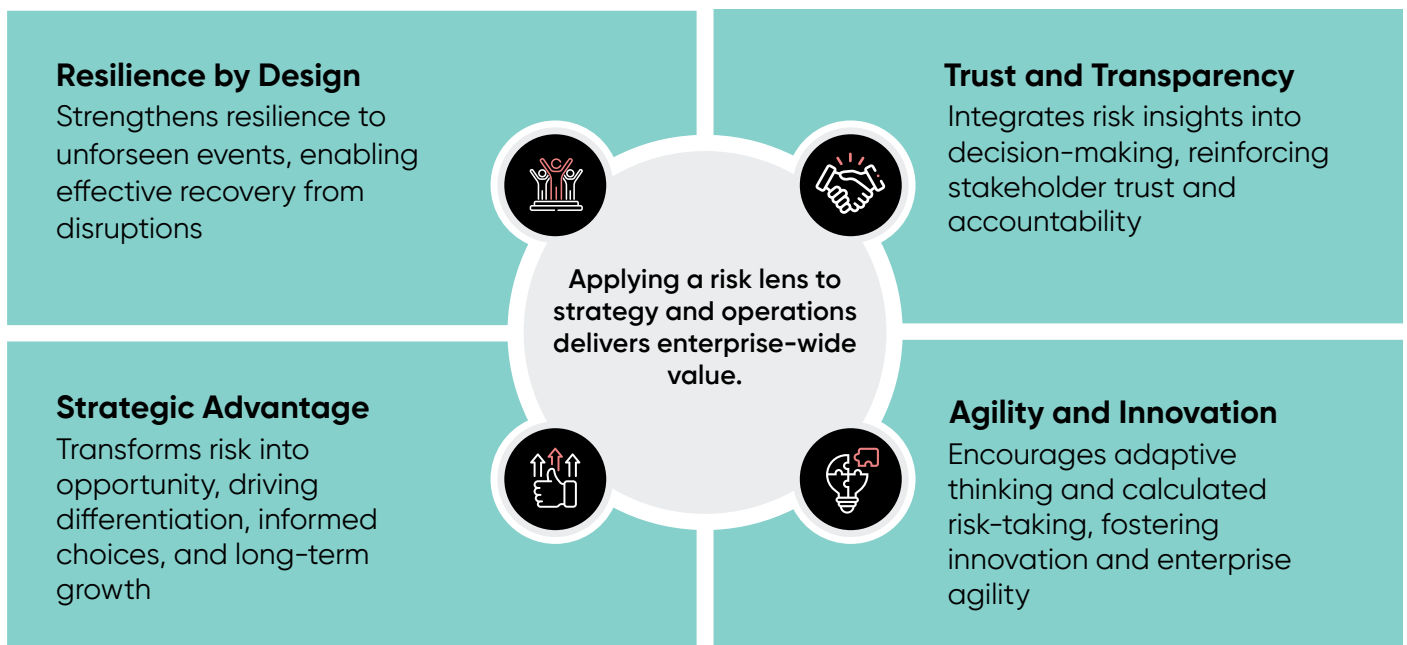 Resilience by Design
Strengthens resilience to
unforseen events, enabling
effective recovery from
disruptions
Trust and Transparency
Integrates risk insights into
decision-making, reinforcing
stakeholder trust and
accountability
Applying a risk lens to
strategy and operations
delivers enterprise-wide
value.
Strategic Advantage
Transforms risk into
opportunity, driving
differentiation, informed
choices, and long-term
growth
Agility and Innovation
Encourages adaptive
thinking and calculated
risk-taking, fostering
innovation and enterprise
agility